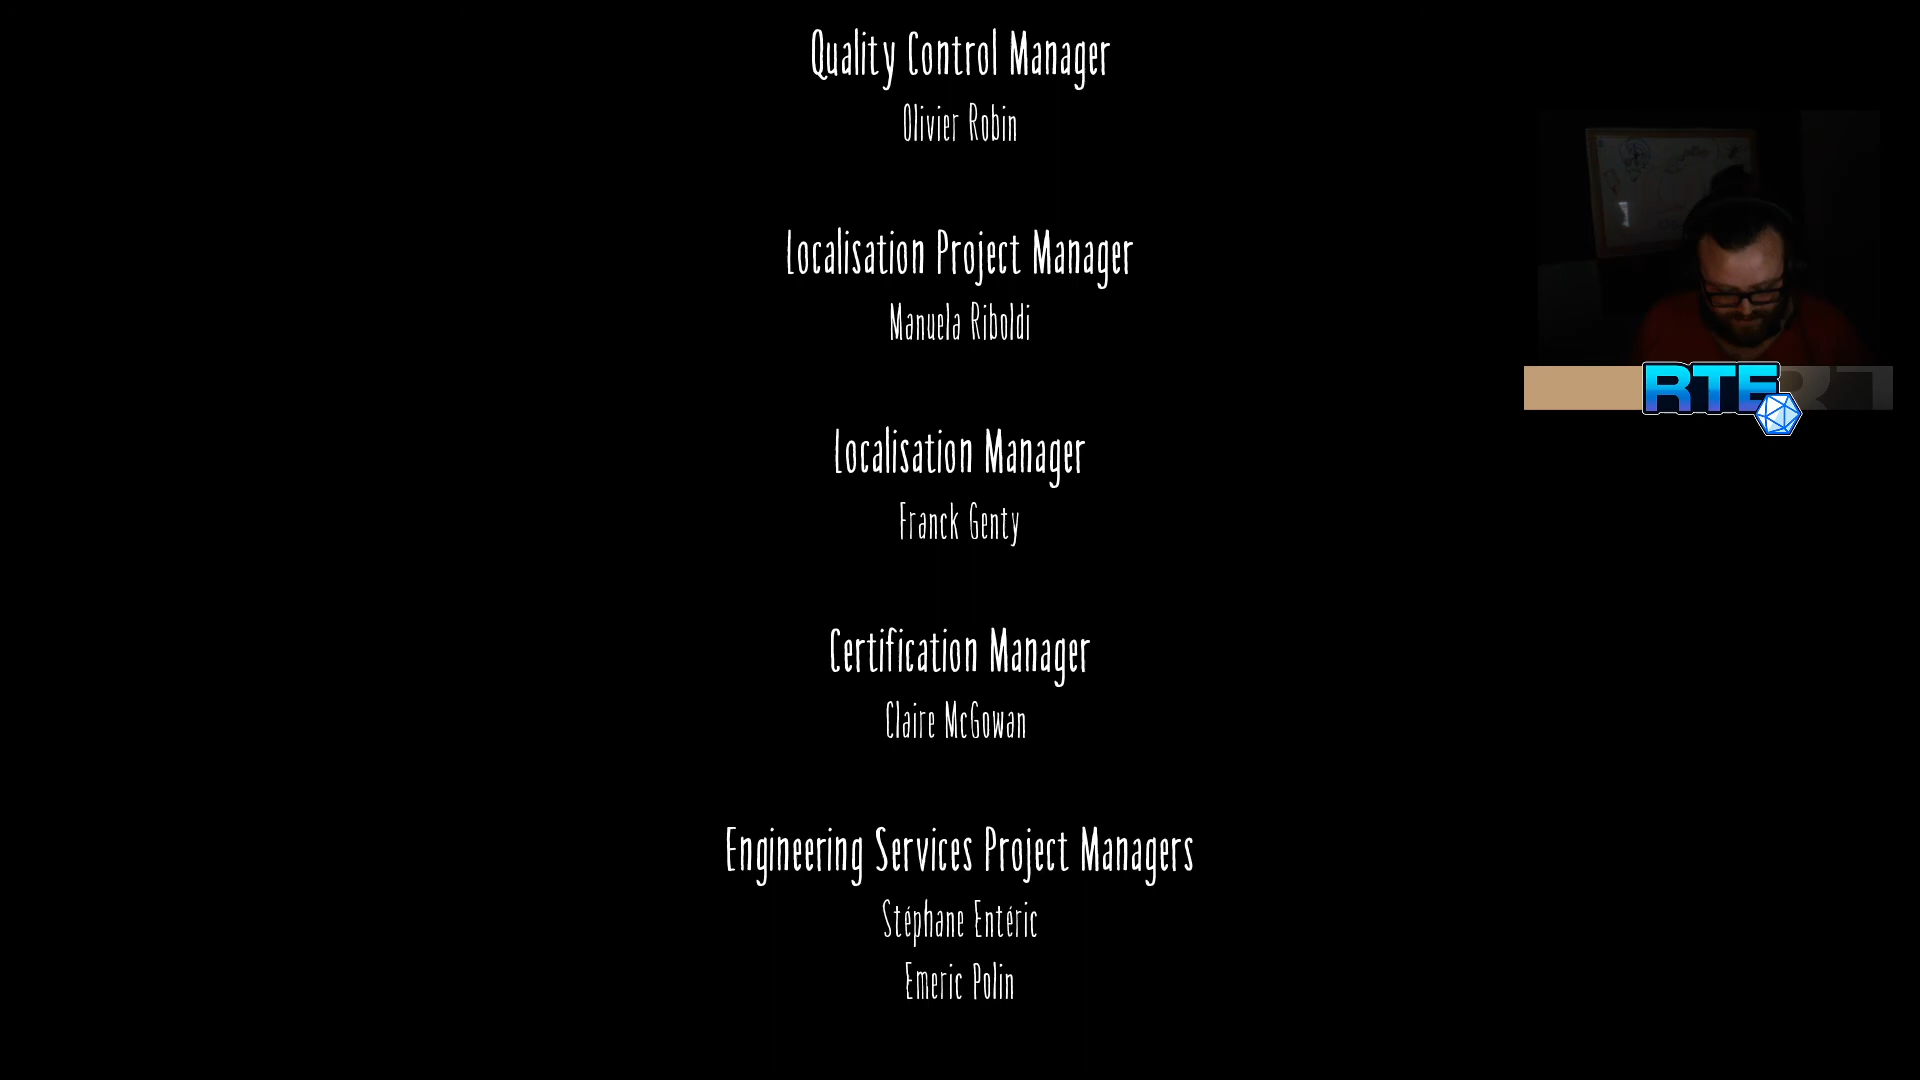 Quality Control Manager
Olivier Robin
Localisation Project Manager
Manuela Riboldi
Localisation Manager
Franck Genty
Certification Manager
Claire McGowan
Engineering Services Project Managers
Stéphane Entéric
Emeric Polin
RTE